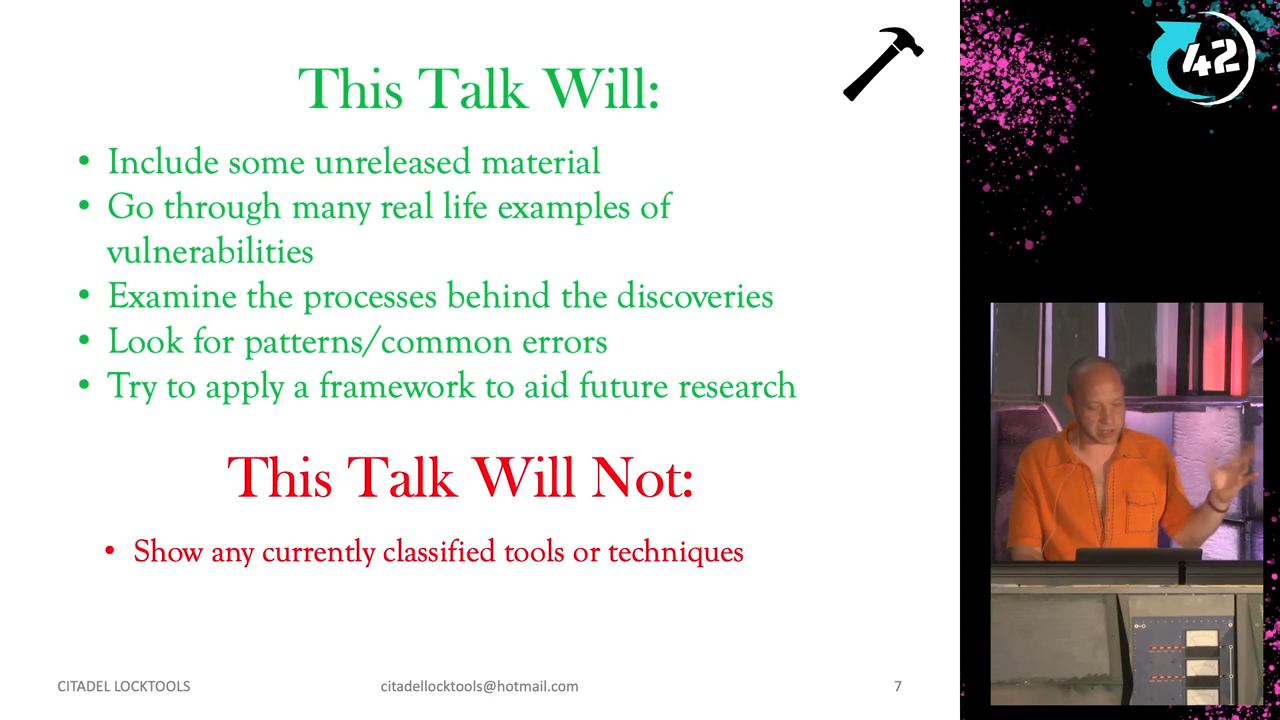 This Talk Will:
• Include some unreleased material
• Go through many real life examples of
vulnerabilities
• Examine the processes behind the discoveries
• Look for patterns/common errors
• Try to apply a framework to aid future research
This Talk Will Not:
• Show any currently classified tools or techniques
CITADEL LOCKTOOLS
citadellocktools@hotmail.com
7
42